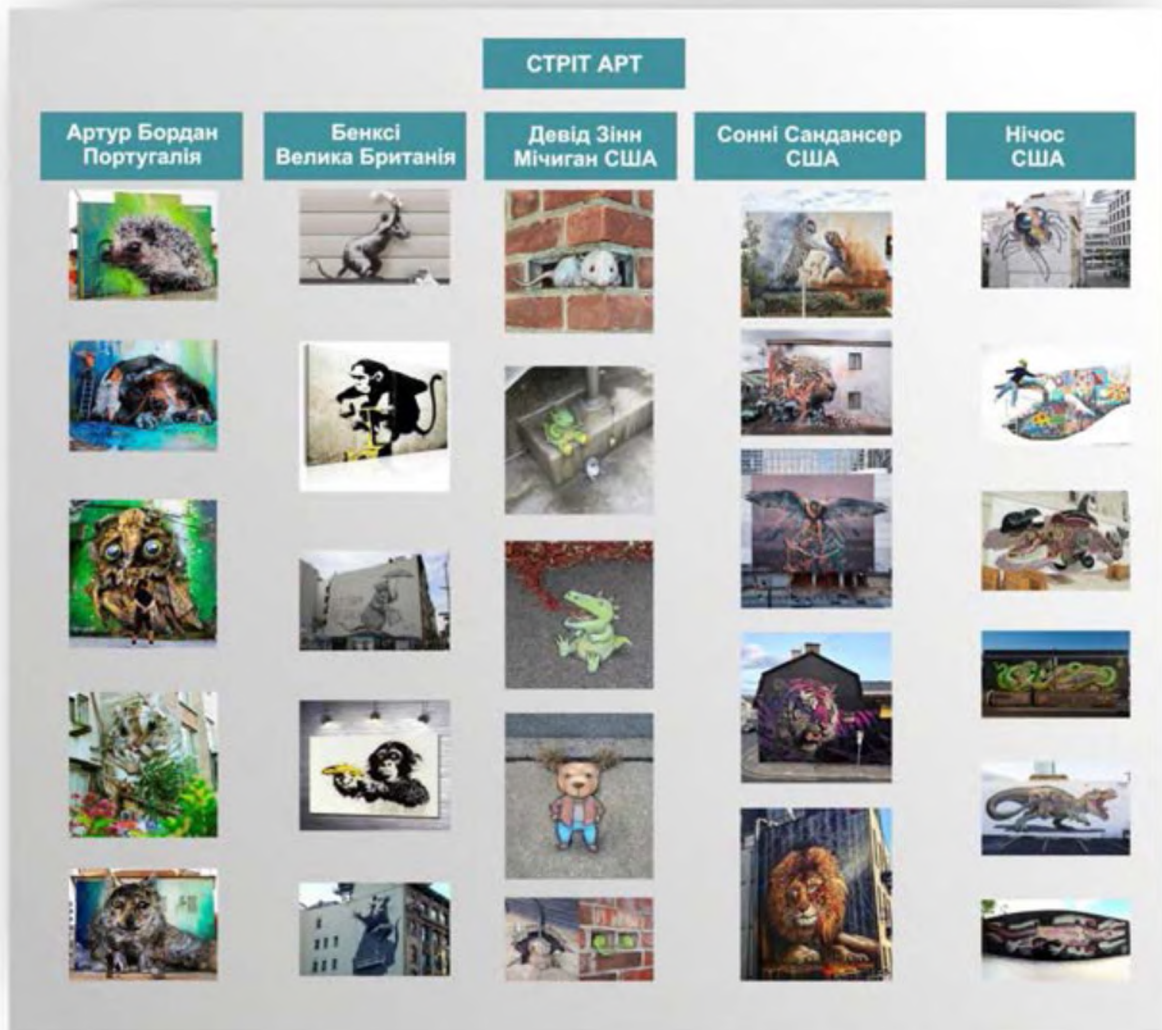 СТРІТ АРТ
Артур Бордан
Португалія
Бенксі
Велика Британія
Девід Зінн
Мічиган США
Сонні Сандансер
США
Нічос
США